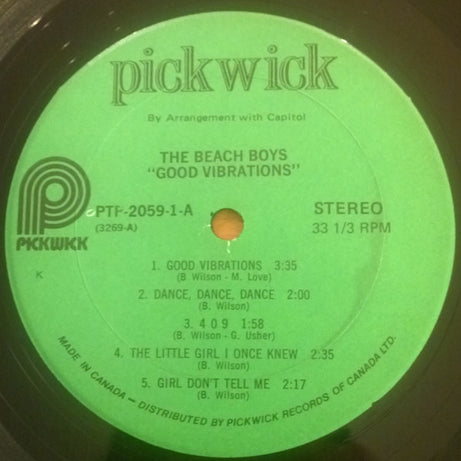 pickwick
By Arrangement with Capitol
THE BEACH BOYS
"GOOD VIBRATIONS"
PTP-2059-1-A
(3269-A)
STEREO
33 1/3 RPM
PICKWICK
K
1. GOOD VIBRATIONS 3:35
(B. Wilson - M. Love)
2. DANCE, DANCE, DANCE 2:00
(B. Wilson)
3. 4 0 9 1:58
(B. Wilson - G. Usher)
4. THE LITTLE GIRL I ONCE KNEW 2:35
(B. Wilson)
5. GIRL DON'T TELL ME 2:17
(B. Wilson)
MADE IN CANADA - DISTRIBUTED BY PICKWICK RECORDS OF CANADA LTD.